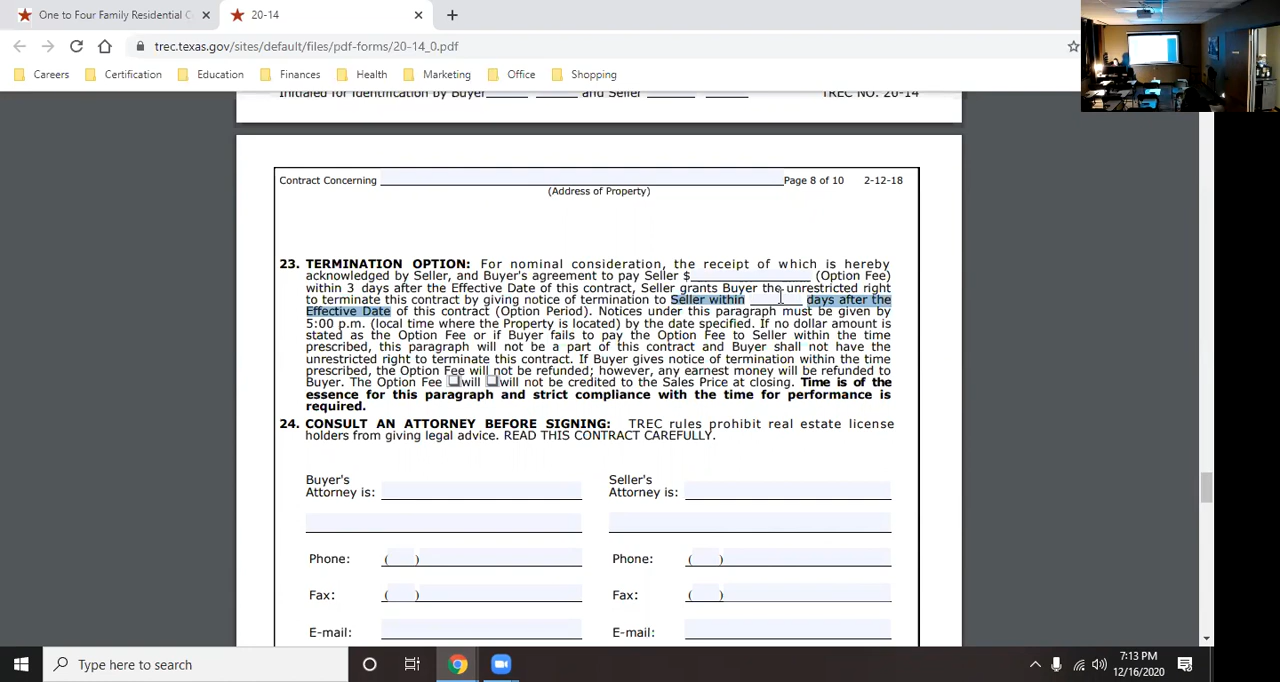 One to Four Family Residential C
20-14
trec.texas.gov/sites/default/files/pdf-forms/20-14_0.pdf
Careers Certification Education Finances Health Marketing Office Shopping
Initialed for identification by Buyer_____ _____ and Seller _____ _____ TREC NO. 20-14
Contract Concerning Page 8 of 10 2-12-18
(Address of Property)
23. TERMINATION OPTION: For nominal consideration, the receipt of which is hereby
acknowledged by Seller, and Buyer's agreement to pay Seller $__________ (Option Fee)
within 3 days after the Effective Date of this contract, Seller grants Buyer the unrestricted right
to terminate this contract by giving notice of termination to Seller within _____ days after the
Effective Date of this contract (Option Period). Notices under this paragraph must be given by
5:00 p.m. (local time where the Property is located) by the date specified. If no dollar amount is
stated as the Option Fee or if Buyer fails to pay the Option Fee to Seller within the time
prescribed, this paragraph will not be a part of this contract and Buyer shall not have the
unrestricted right to terminate this contract. If Buyer gives notice of termination within the time
prescribed, the Option Fee will not be refunded; however, any earnest money will be refunded to
Buyer. The Option Fee ☐will ☐will not be credited to the Sales Price at closing. Time is of the
essence for this paragraph and strict compliance with the time for performance is
required.
24. CONSULT AN ATTORNEY BEFORE SIGNING: TREC rules prohibit real estate license
holders from giving legal advice. READ THIS CONTRACT CAREFULLY.
Buyer's Seller's
Attorney is: Attorney is:
Phone: ( ) Phone: ( )
Fax: ( ) Fax: ( )
E-mail: E-mail:
Type here to search
7:13 PM
12/16/2020